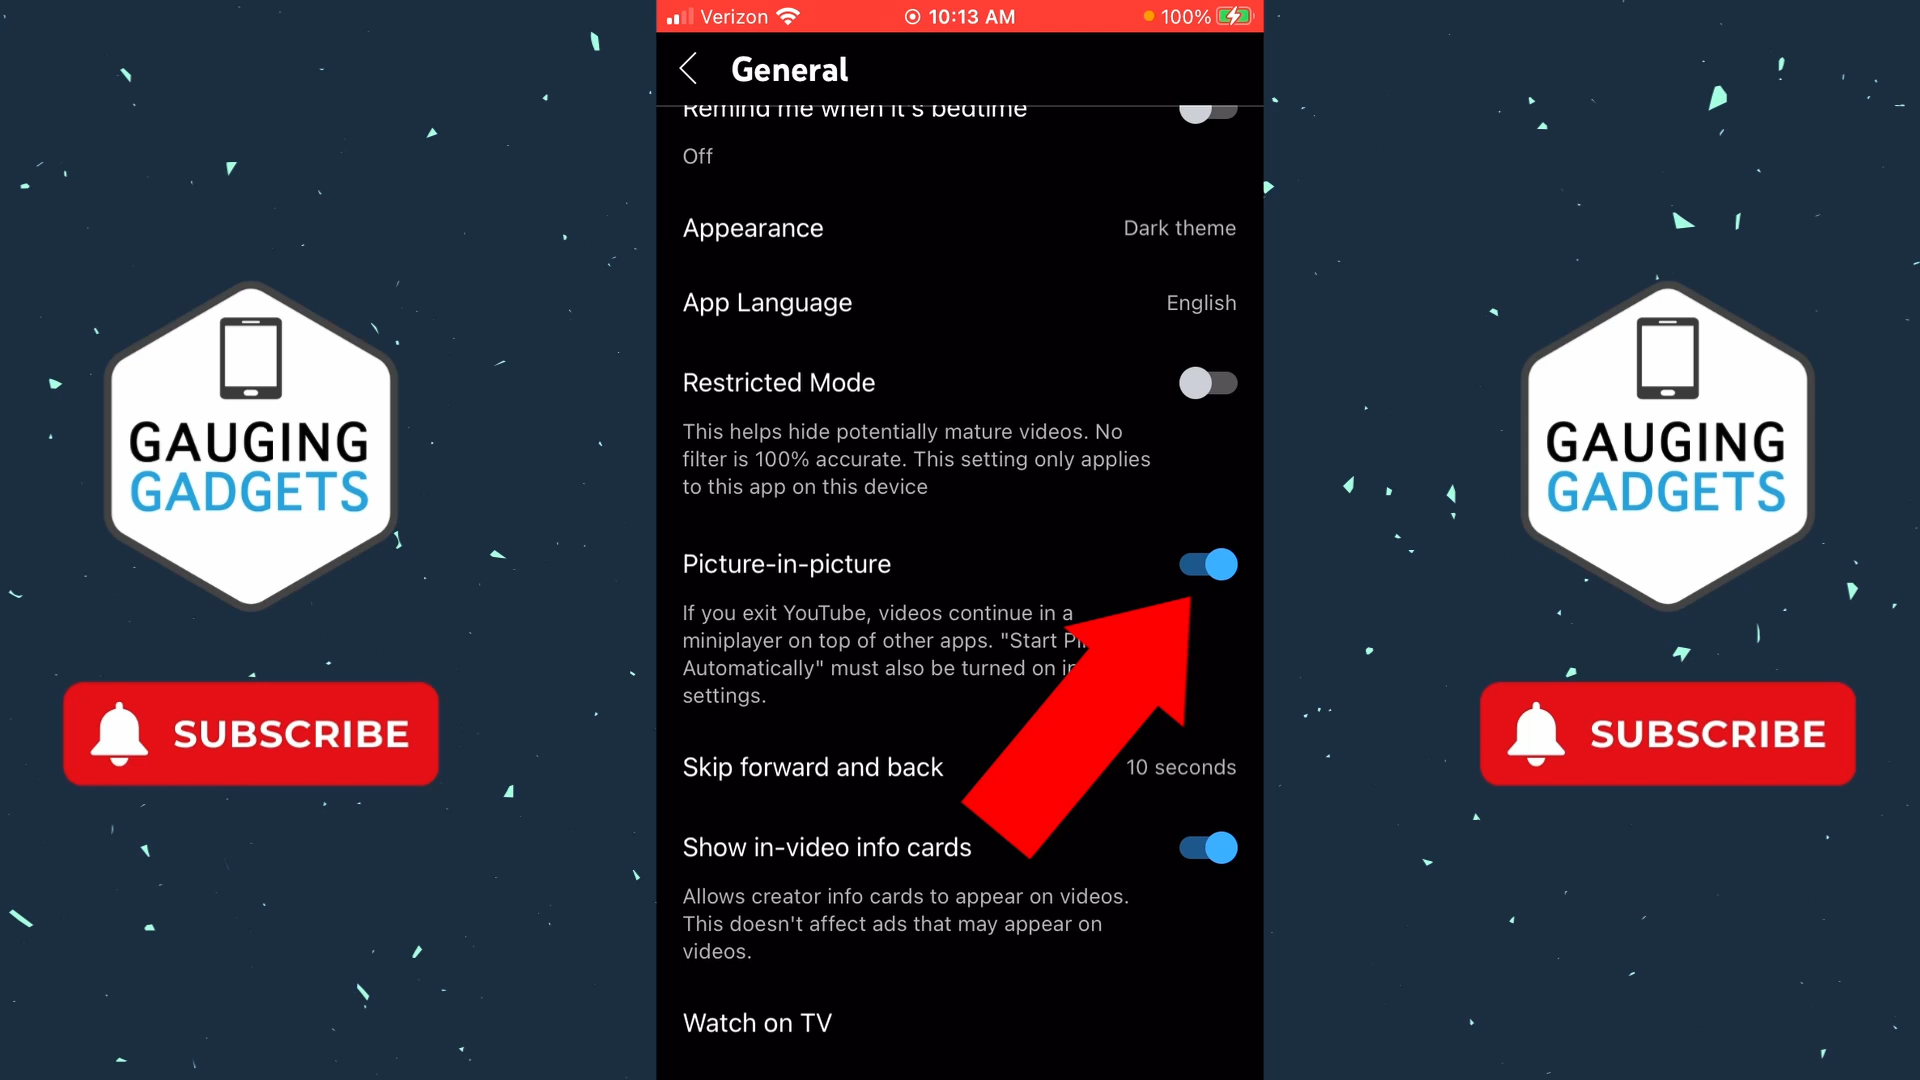 Verizon 10:13 AM 100%
General
Remind me when it's bedtime
Off
Appearance Dark theme
App Language English
Restricted Mode
This helps hide potentially mature videos. No
filter is 100% accurate. This setting only applies
to this app on this device
Picture-in-picture
If you exit YouTube, videos continue in a
miniplayer on top of other apps. "Start
Automatically" must also be turned on
settings.
Skip forward and back 10 seconds
Show in-video info cards
Allows creator info cards to appear on videos.
This doesn't affect ads that may appear on
videos.
Watch on TV
GAUGING
GADGETS
SUBSCRIBE
GAUGING
GADGETS
SUBSCRIBE